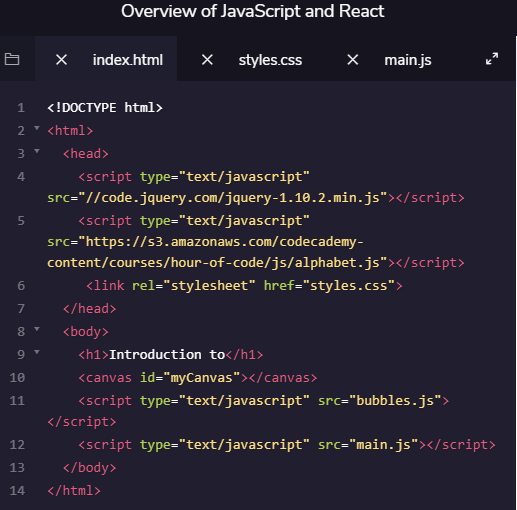 Overview of JavaScript and React
index.html styles.css main.js
1 <!DOCTYPE html>
2 <html>
3 <head>
4 <script type="text/javascript"
src="//code.jquery.com/jquery-1.10.2.min.js"></script>
5 <script type="text/javascript"
src="https://s3.amazonaws.com/codecademy-
content/courses/hour-of-code/js/alphabet.js"></script>
6 <link rel="stylesheet" href="styles.css">
7 </head>
8 <body>
9 <h1>Introduction to</h1>
10 <canvas id="myCanvas"></canvas>
11 <script type="text/javascript" src="bubbles.js">
</script>
12 <script type="text/javascript" src="main.js"></script>
13 </body>
14 </html>